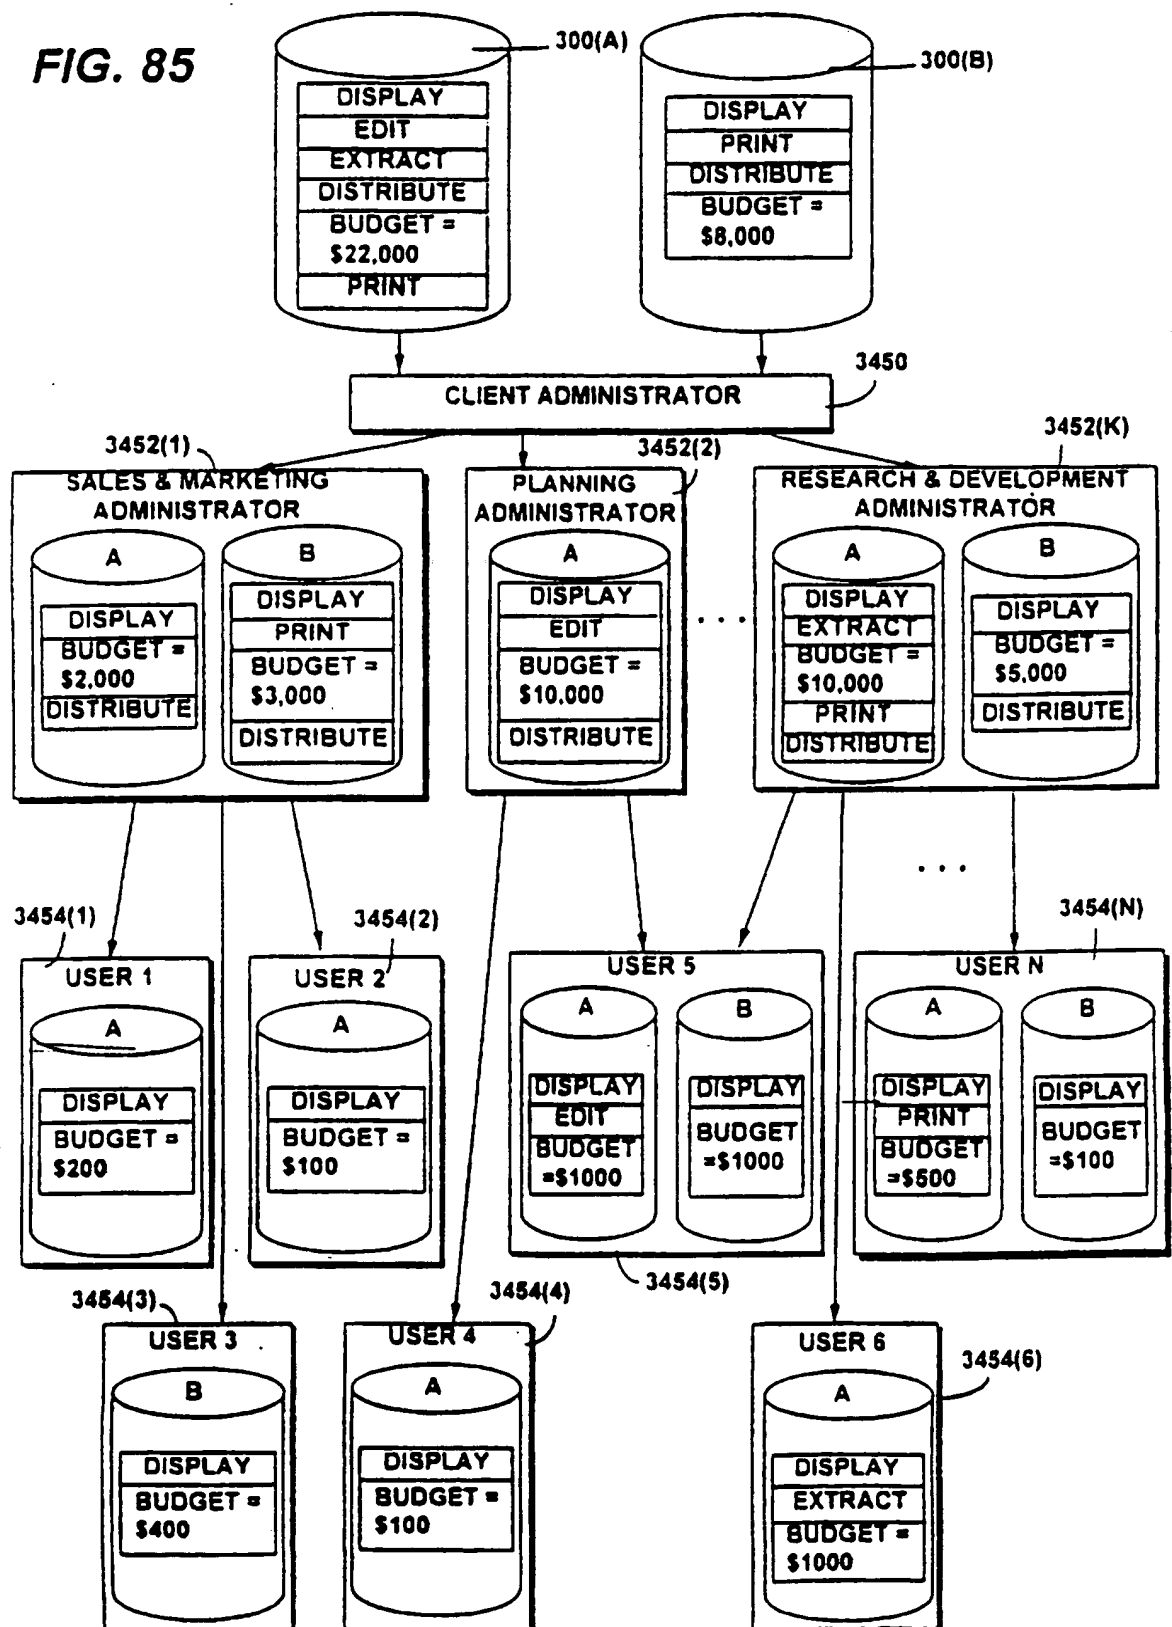 FIG. 85
300(A)
300(B)
DISPLAY
EDIT
EXTRACT
DISTRIBUTE
BUDGET =
$22,000
PRINT
DISPLAY
PRINT
DISTRIBUTE
BUDGET =
$8,000
3450
CLIENT ADMINISTRATOR
3452(1)
3452(2)
3452(K)
SALES & MARKETING
ADMINISTRATOR
A
DISPLAY
BUDGET =
$2,000
DISTRIBUTE
B
DISPLAY
PRINT
BUDGET =
$3,000
DISTRIBUTE
PLANNING
ADMINISTRATOR
A
DISPLAY
EDIT
BUDGET =
$10,000
DISTRIBUTE
. . .
RESEARCH & DEVELOPMENT
ADMINISTRATOR
A
DISPLAY
EXTRACT
BUDGET =
$10,000
PRINT
DISTRIBUTE
B
DISPLAY
BUDGET =
$5,000
DISTRIBUTE
. . .
3454(1)
USER 1
A
DISPLAY
BUDGET =
$200
3454(2)
USER 2
A
DISPLAY
BUDGET =
$100
USER 5
A
DISPLAY
EDIT
BUDGET
=$1000
B
DISPLAY
BUDGET
=$1000
3454(5)
3454(N)
USER N
A
DISPLAY
PRINT
BUDGET
=$500
B
DISPLAY
BUDGET
=$100
3454(3)
USER 3
B
DISPLAY
BUDGET =
$400
3454(4)
USER 4
A
DISPLAY
BUDGET =
$100
3454(6)
USER 6
A
DISPLAY
EXTRACT
BUDGET =
$1000